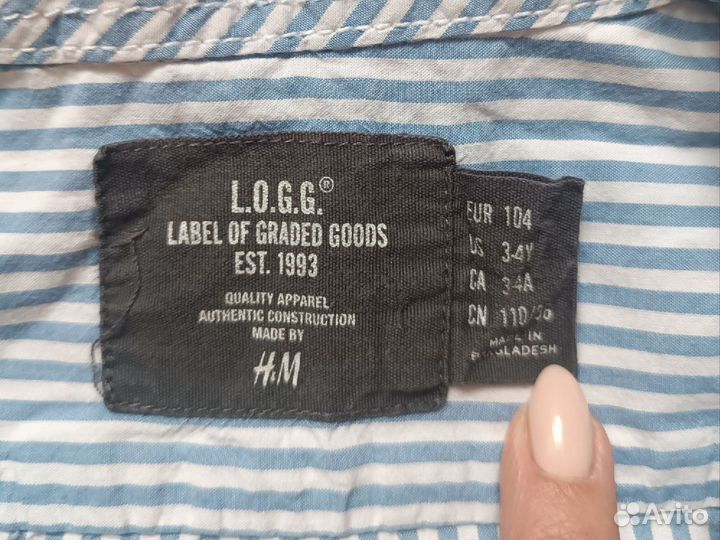 L.O.G.G.®
LABEL OF GRADED GOODS
EST. 1993
QUALITY APPAREL
AUTHENTIC CONSTRUCTION
MADE BY
H&M
EUR 104
US 3-4Y
CA 3-4A
CN 110/50
MADE IN
BANGLADESH
Avito